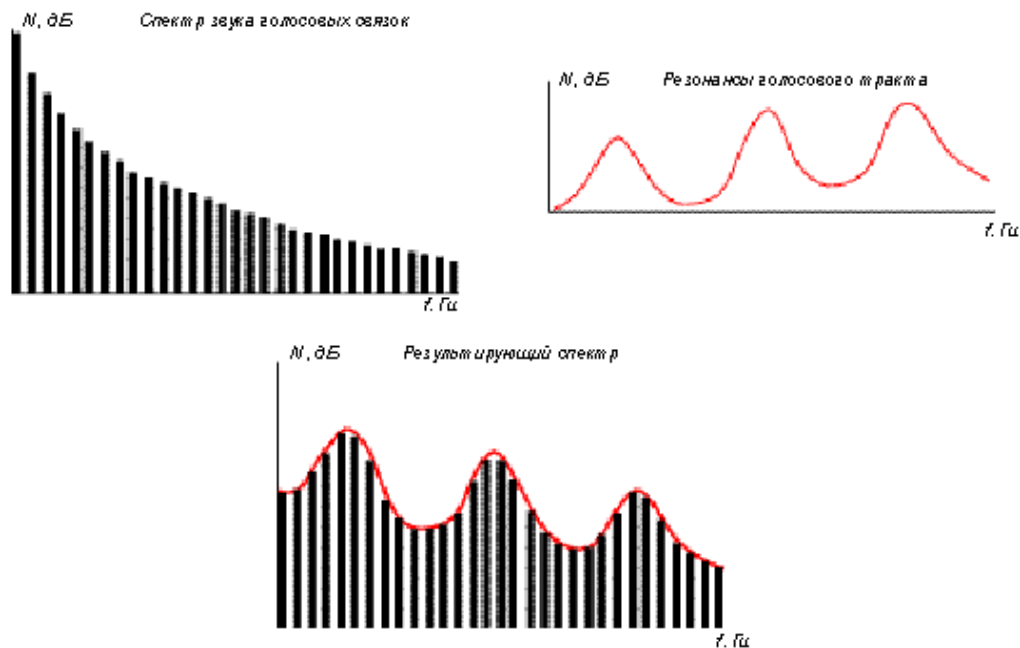 N, дБ Спектр звука голосовых связок
f, Гц
N, дБ Резонансы голосового тракта
f, Гц
N, дБ Результирующий спектр
f, Гц